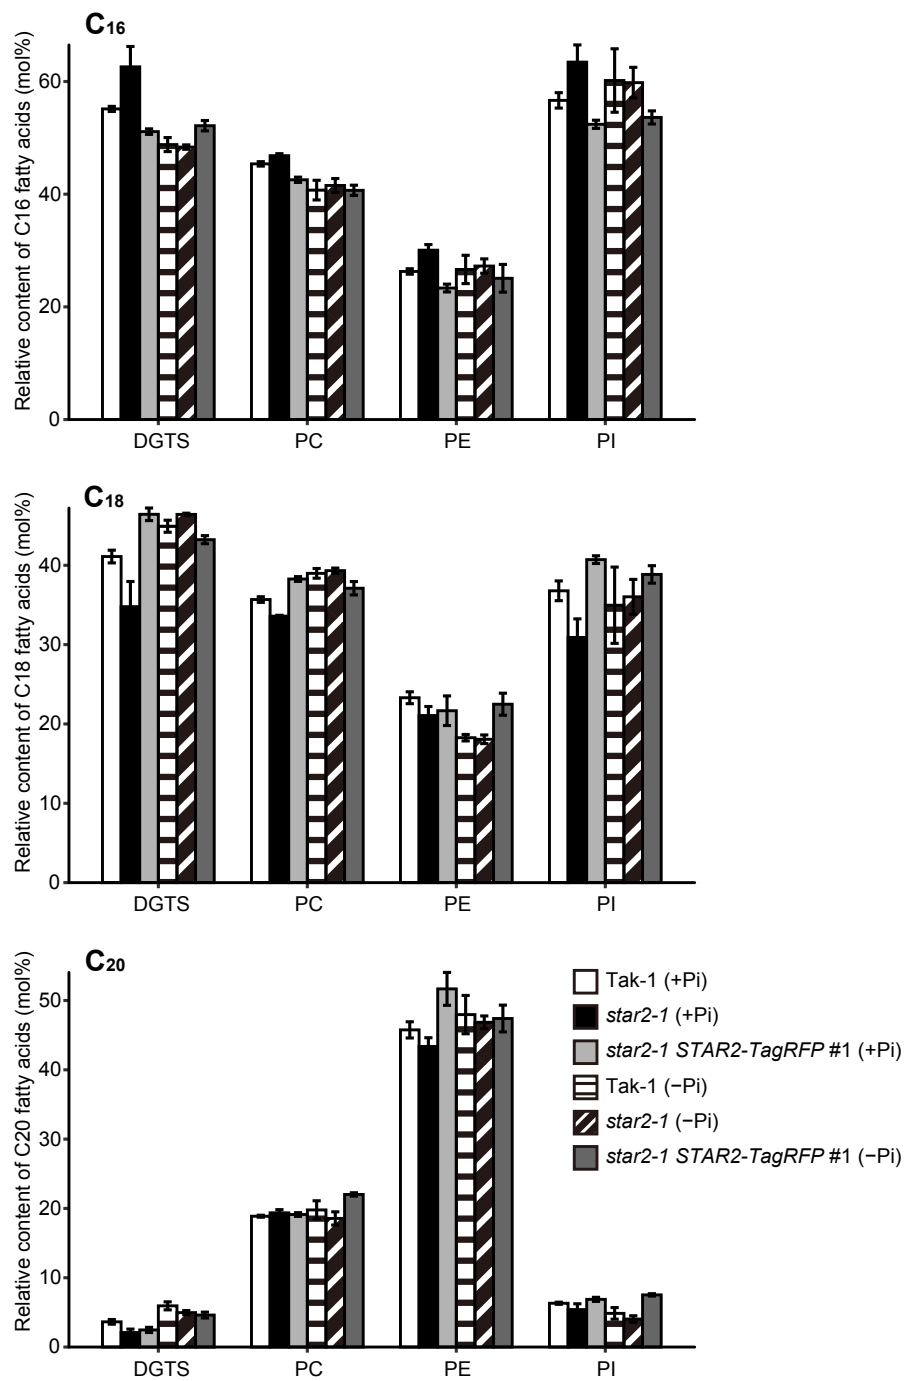 C16
Relative content of C16 fatty acids (mol%)
60
40
20
0
DGTS PC PE PI
C18
Relative content of C18 fatty acids (mol%)
40
30
20
10
0
DGTS PC PE PI
C20
Relative content of C20 fatty acids (mol%)
50
40
30
20
10
0
DGTS PC PE PI
Tak-1 (+Pi)
star2-1 (+Pi)
star2-1 STAR2-TagRFP #1 (+Pi)
Tak-1 (−Pi)
star2-1 (−Pi)
star2-1 STAR2-TagRFP #1 (−Pi)